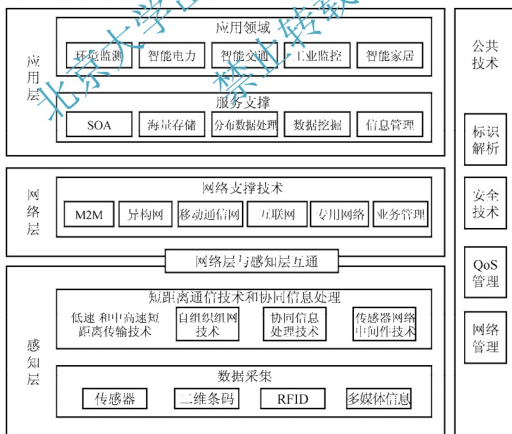 应用层
应用领域
环境监测 智能电力 智能交通 工业监控 智能家居
服务支撑
SOA 海量存储 分布数据处理 数据挖掘 信息管理
网络层
网络支撑技术
M2M 异构网 移动通信网 互联网 专用网络 业务管理
网络层与感知层互通
感知层
短距离通信技术和协同信息处理
低速和中高速短
距离传输技术
自组织组网
技术
协同信息
处理技术
传感器网络
中间件技术
数据采集
传感器 二维条码 RFID 多媒体信息
公共
技术
标识
解析
安全
技术
QoS
管理
网络
管理
北京大学
禁止转载